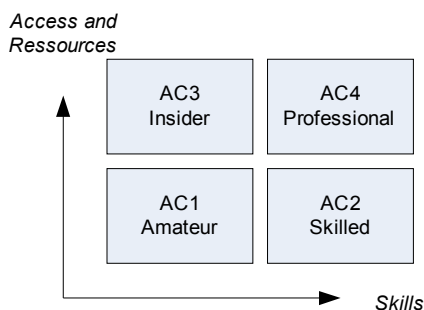 Access and
Ressources
AC3
Insider
AC4
Professional
AC1
Amateur
AC2
Skilled
Skills